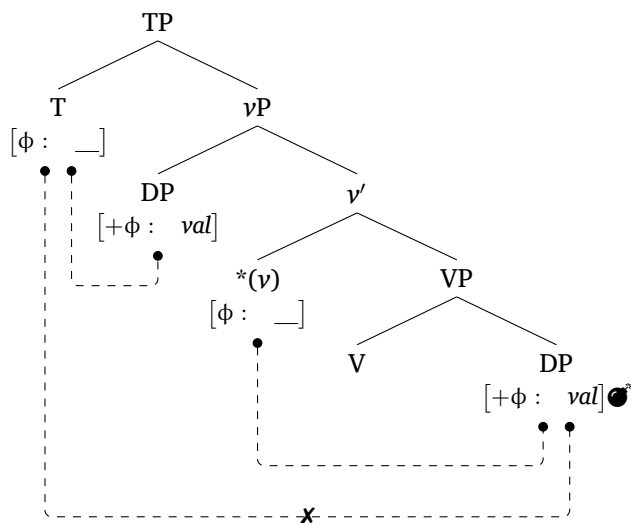 TP
T vP
[ϕ : __]
DP v′
[+ϕ : val]
*(v) VP
[ϕ : __]
V DP
[+ϕ : val]💣*
✗